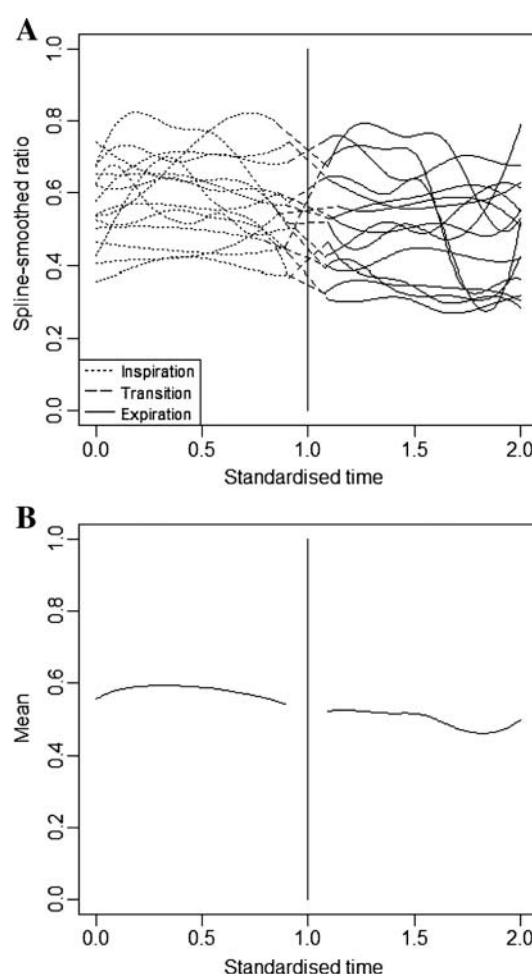 A
Spline-smoothed ratio
1.0
0.8
0.6
0.4
0.2
0.0
Inspiration
Transition
Expiration
0.0 0.5 1.0 1.5 2.0
Standardised time
B
Mean
1.0
0.8
0.6
0.4
0.2
0.0
0.0 0.5 1.0 1.5 2.0
Standardised time